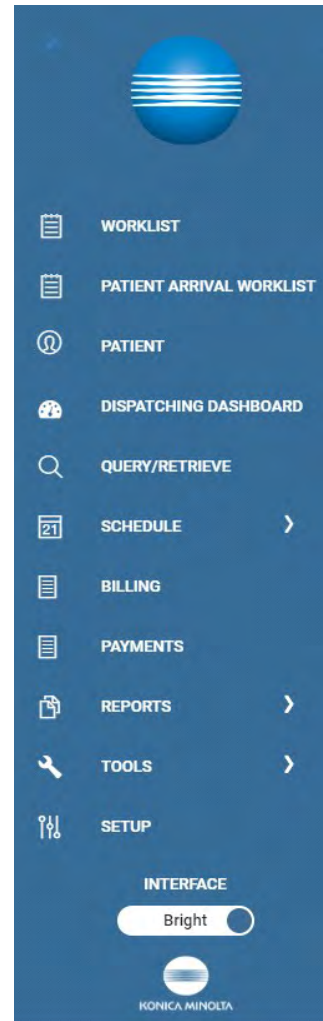 WORKLIST
PATIENT ARRIVAL WORKLIST
PATIENT
DISPATCHING DASHBOARD
QUERY/RETRIEVE
21
SCHEDULE
BILLING
PAYMENTS
REPORTS
TOOLS
SETUP
INTERFACE
Bright
KONICA MINOLTA